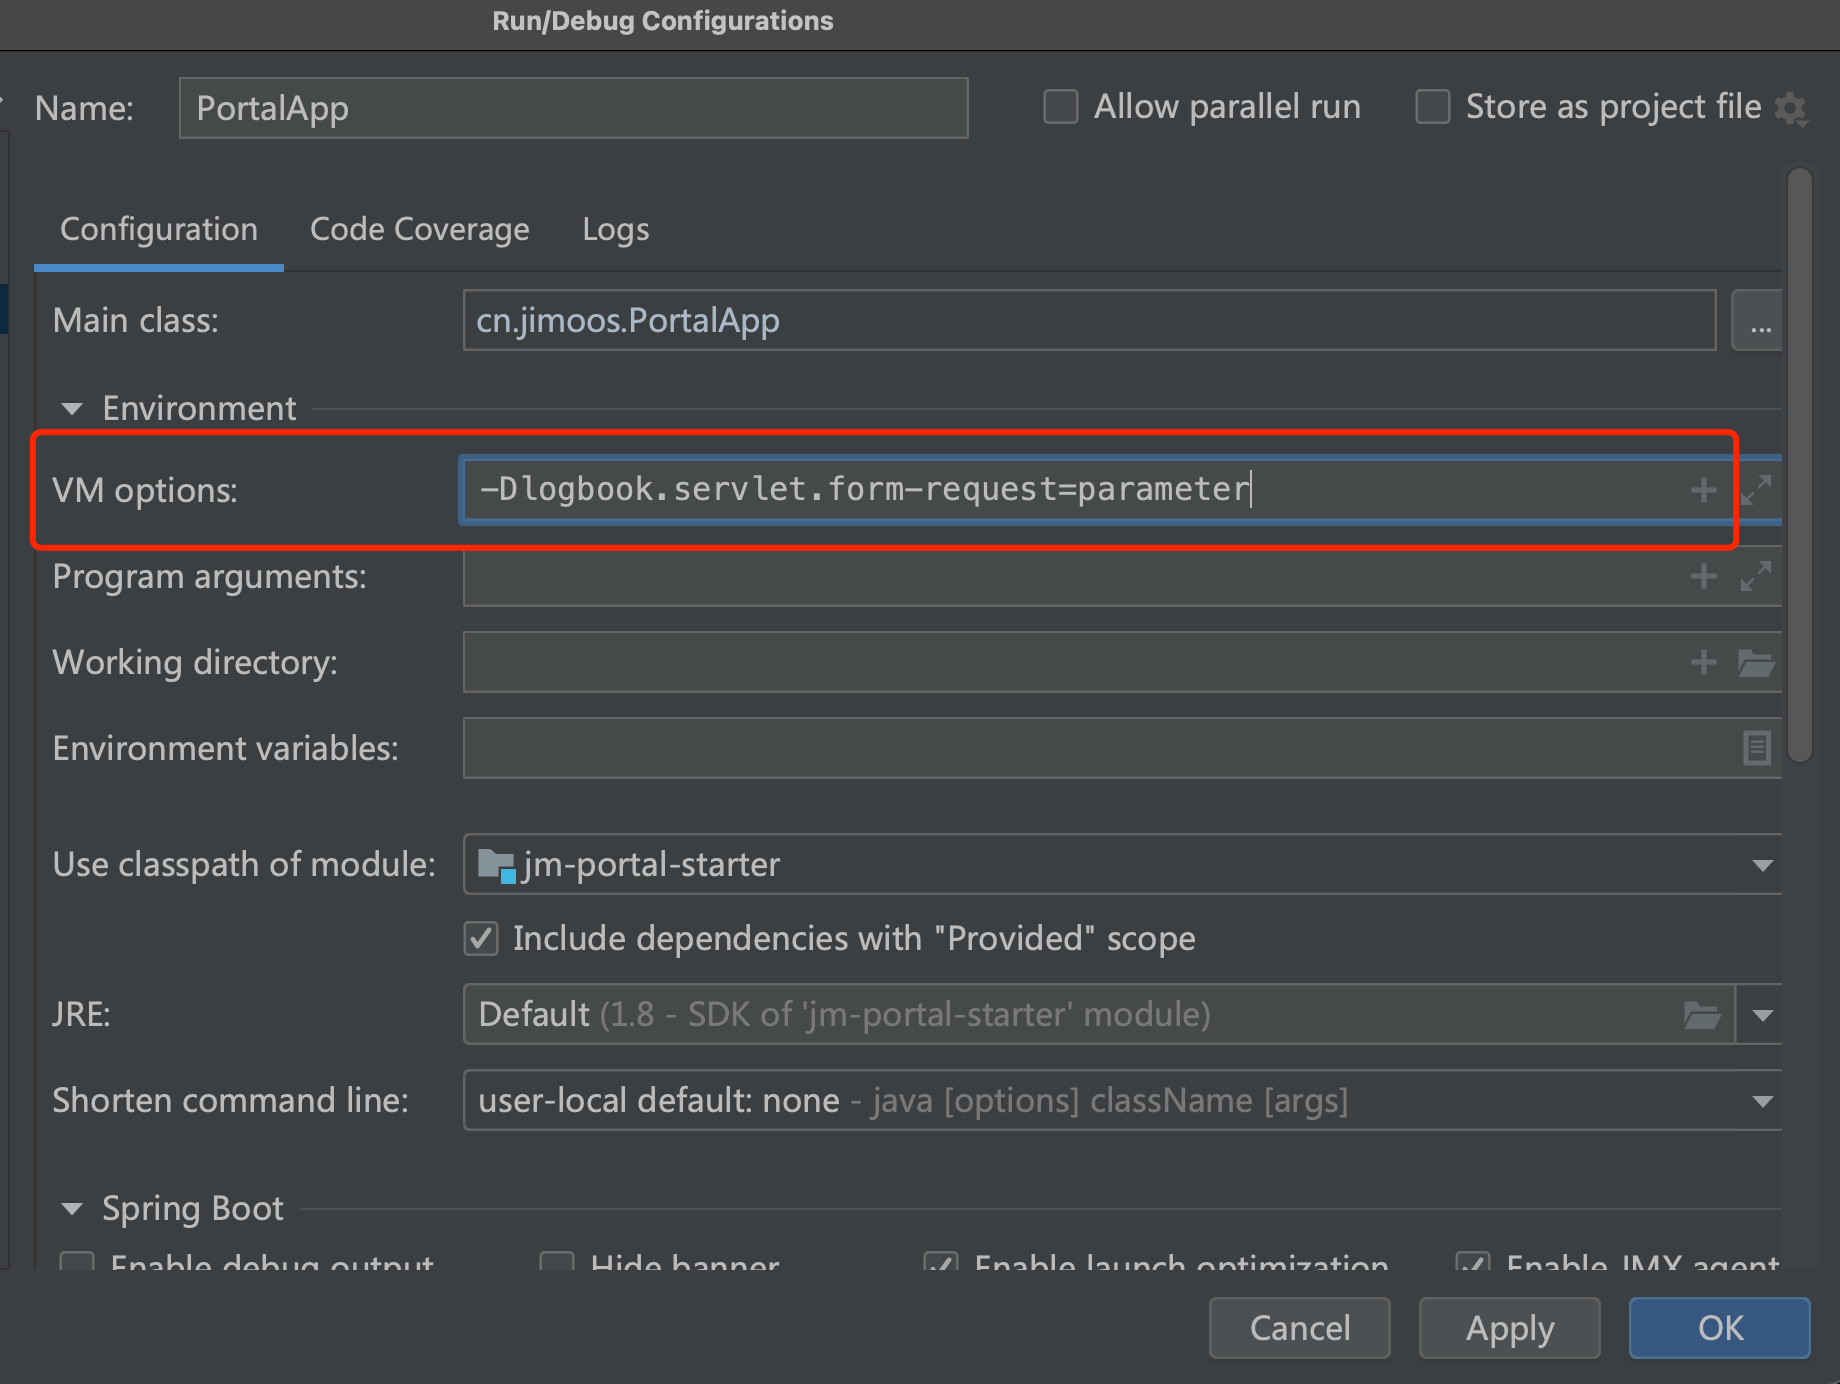 Run/Debug Configurations
Name: PortalApp Allow parallel run Store as project file
Configuration Code Coverage Logs
Main class: cn.jimoos.PortalApp ...
Environment
VM options: -Dlogbook.servlet.form-request=parameter
Program arguments:
Working directory:
Environment variables:
Use classpath of module: jm-portal-starter
Include dependencies with "Provided" scope
JRE: Default (1.8 - SDK of 'jm-portal-starter' module)
Shorten command line: user-local default: none - java [options] className [args]
Spring Boot
Enable debug output Hide banner Enable launch optimization Enable JMX agent
Cancel Apply OK